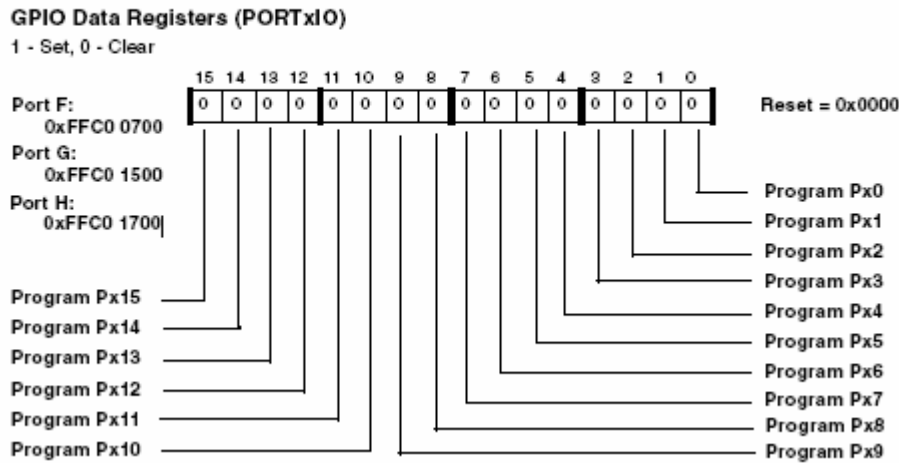 GPIO Data Registers (PORTxIO)
1 - Set, 0 - Clear
15 14 13 12 11 10 9 8 7 6 5 4 3 2 1 0
Port F: 0 0 0 0 0 0 0 0 0 0 0 0 0 0 0 0 Reset = 0x0000
0xFFC0 0700
Port G:
0xFFC0 1500
Port H:
0xFFC0 1700
Program Px0
Program Px1
Program Px2
Program Px3
Program Px15
Program Px4
Program Px14
Program Px5
Program Px13
Program Px6
Program Px12
Program Px7
Program Px11
Program Px8
Program Px10
Program Px9